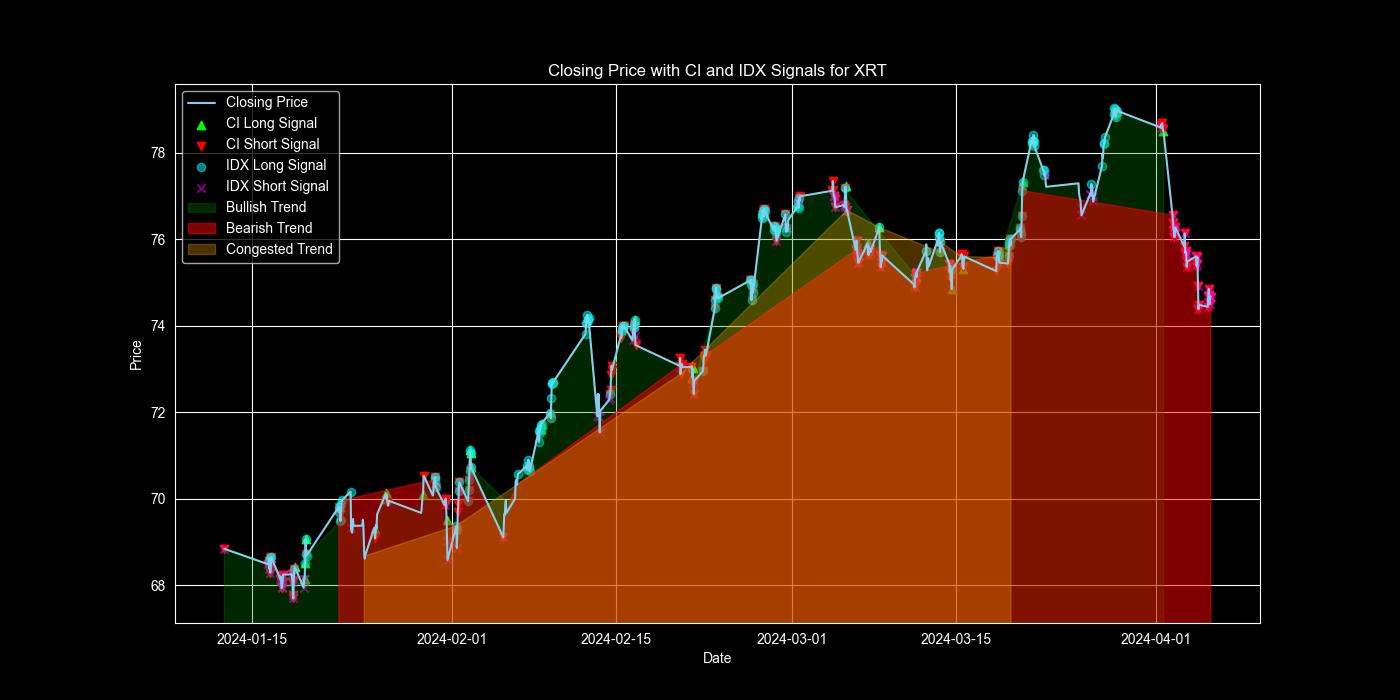 Closing Price with CI and IDX Signals for XRT
Closing Price
CI Long Signal
CI Short Signal
IDX Long Signal
IDX Short Signal
Bullish Trend
Bearish Trend
Congested Trend
78
76
74
72
70
68
Price
2024-01-15
2024-02-01
2024-02-15
2024-03-01
2024-03-15
2024-04-01
Date